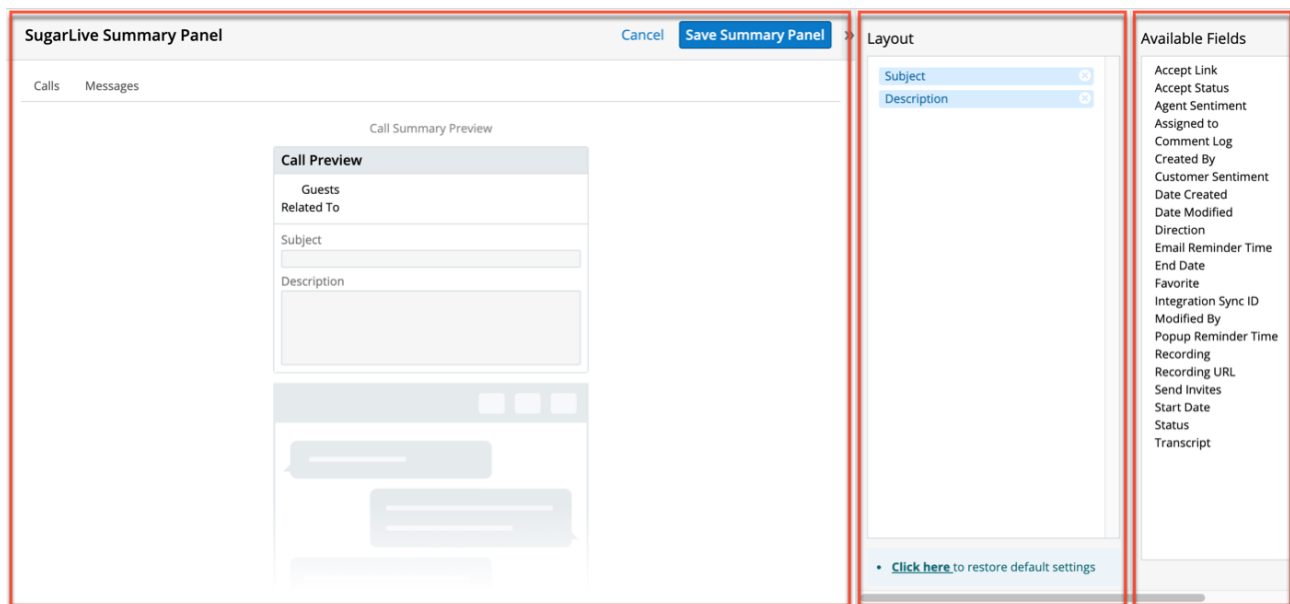 SugarLive Summary Panel
Cancel
Save Summary Panel
»
Calls
Messages
Call Summary Preview
Call Preview
Guests
Related To
Subject
Description
Layout
Subject
Description
• Click here to restore default settings
Available Fields
Accept Link
Accept Status
Agent Sentiment
Assigned to
Comment Log
Created By
Customer Sentiment
Date Created
Date Modified
Direction
Email Reminder Time
End Date
Favorite
Integration Sync ID
Modified By
Popup Reminder Time
Recording
Recording URL
Send Invites
Start Date
Status
Transcript